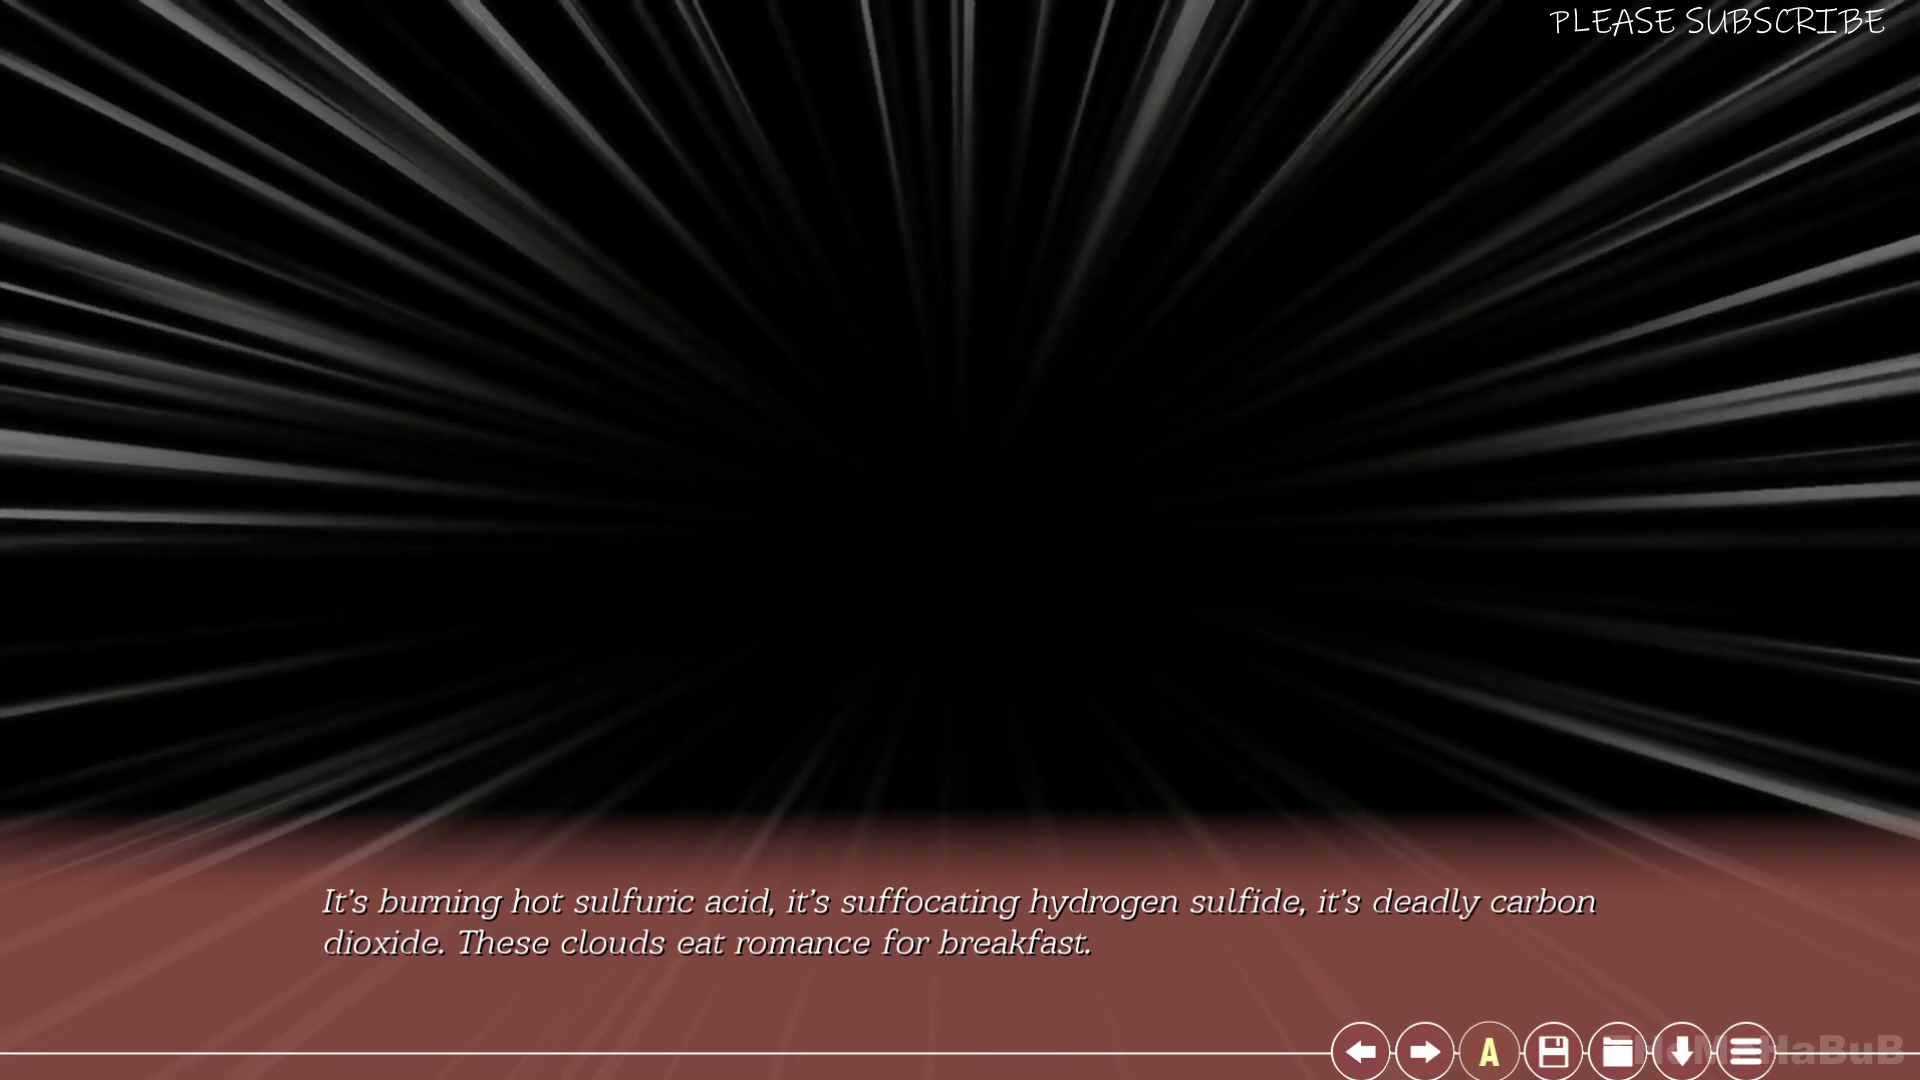 PLEASE SUBSCRIBE
It’s burning hot sulfuric acid, it’s suffocating hydrogen sulfide, it’s deadly carbon
dioxide. These clouds eat romance for breakfast.
A